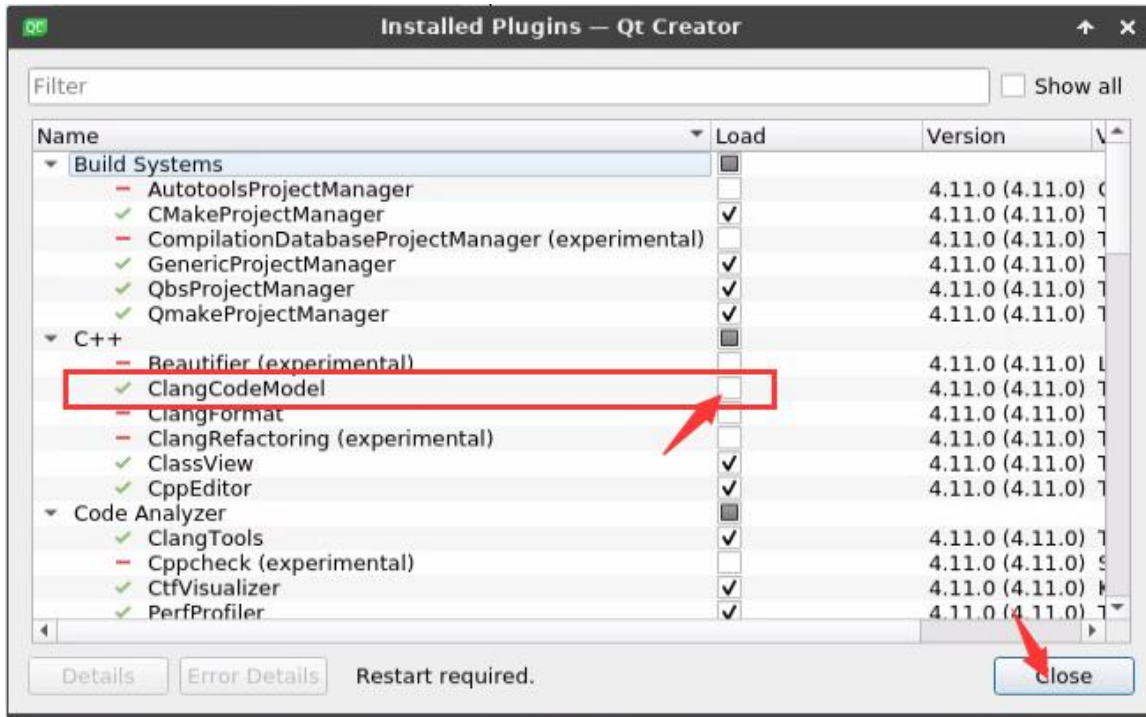 QC
Installed Plugins — Qt Creator
Filter
Show all
Name Load Version
Build Systems
AutotoolsProjectManager 4.11.0 (4.11.0)
CMakeProjectManager 4.11.0 (4.11.0)
CompilationDatabaseProjectManager (experimental) 4.11.0 (4.11.0)
GenericProjectManager 4.11.0 (4.11.0)
QbsProjectManager 4.11.0 (4.11.0)
QmakeProjectManager 4.11.0 (4.11.0)
C++
Beautifier (experimental) 4.11.0 (4.11.0)
ClangCodeModel 4.11.0 (4.11.0)
ClangFormat 4.11.0 (4.11.0)
ClangRefactoring (experimental) 4.11.0 (4.11.0)
ClassView 4.11.0 (4.11.0)
CppEditor 4.11.0 (4.11.0)
Code Analyzer
ClangTools 4.11.0 (4.11.0)
Cppcheck (experimental) 4.11.0 (4.11.0)
CtfVisualizer 4.11.0 (4.11.0)
PerfProfiler 4.11.0 (4.11.0)
Details Error Details Restart required. Close